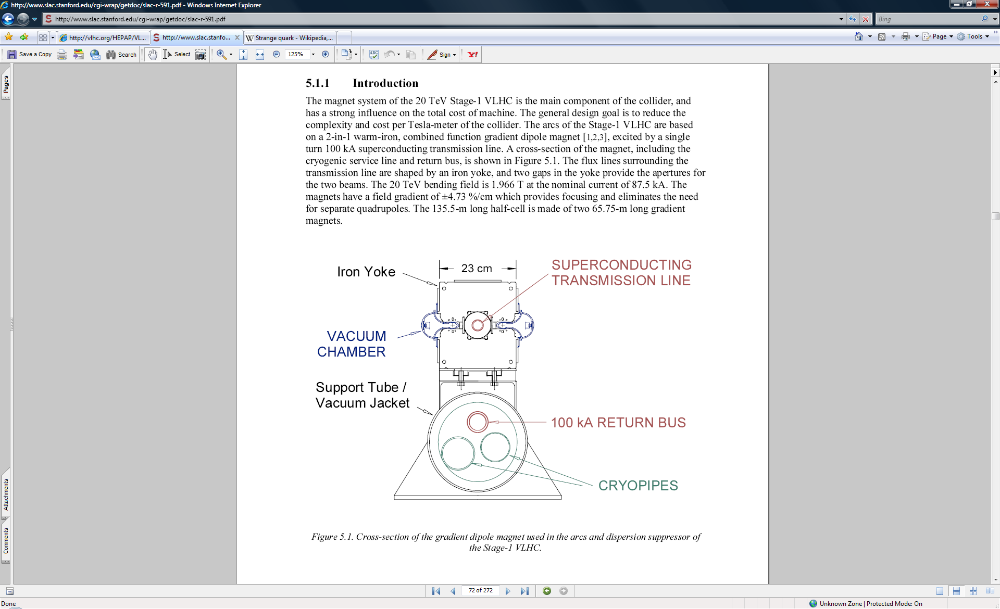 http://www.slac.stanford.edu/cgi-wrap/getdoc/slac-r-591.pdf - Windows Internet Explorer
http://www.slac.stanford.edu/cgi-wrap/getdoc/slac-r-591.pdf
Bing
http://vlhc.org/HEPAP/VL...
http://www.slac.stanfo...
Strange quark - Wikipedia,...
Page
Tools
Save a Copy
Search
Select
125%
Sign
Y!
Pages
Attachments
Comments
5.1.1 Introduction
The magnet system of the 20 TeV Stage-1 VLHC is the main component of the collider, and
has a strong influence on the total cost of machine. The general design goal is to reduce the
complexity and cost per Tesla-meter of the collider. The arcs of the Stage-1 VLHC are based
on a 2-in-1 warm-iron, combined function gradient dipole magnet [1,2,3], excited by a single
turn 100 kA superconducting transmission line. A cross-section of the magnet, including the
cryogenic service line and return bus, is shown in Figure 5.1. The flux lines surrounding the
transmission line are shaped by an iron yoke, and two gaps in the yoke provide the apertures for
the two beams. The 20 TeV bending field is 1.966 T at the nominal current of 87.5 kA. The
magnets have a field gradient of ±4.73 %/cm which provides focusing and eliminates the need
for separate quadrupoles. The 135.5-m long half-cell is made of two 65.75-m long gradient
magnets.
Iron Yoke
23 cm
SUPERCONDUCTING
TRANSMISSION LINE
VACUUM
CHAMBER
Support Tube /
Vacuum Jacket
100 kA RETURN BUS
CRYOPIPES
Figure 5.1. Cross-section of the gradient dipole magnet used in the arcs and dispersion suppressor of
the Stage-1 VLHC.
72 of 272
Done
Unknown Zone | Protected Mode: On